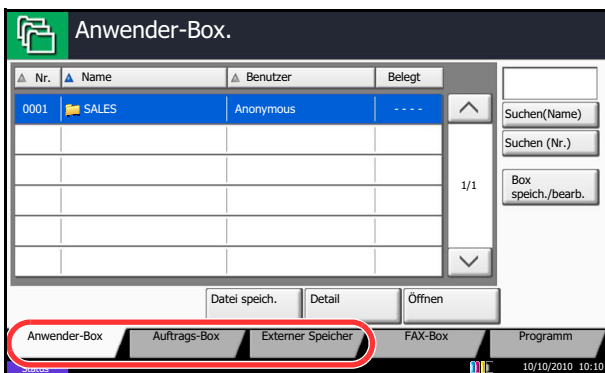 Anwender-Box.
Nr. Name Benutzer Belegt
0001 SALES Anonymous - - - -
Suchen(Name)
Suchen (Nr.)
1/1
Box
speich./bearb.
Datei speich. Detail Öffnen
Anwender-Box Auftrags-Box Externer Speicher FAX-Box Programm
Status 10/10/2010 10:10